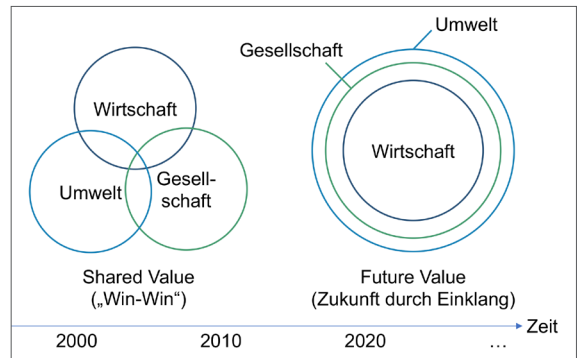 Wirtschaft
Umwelt
Gesell-
schaft
Shared Value
(„Win-Win“)
Umwelt
Gesellschaft
Wirtschaft
Future Value
(Zukunft durch Einklang)
Zeit
2000
2010
2020
…